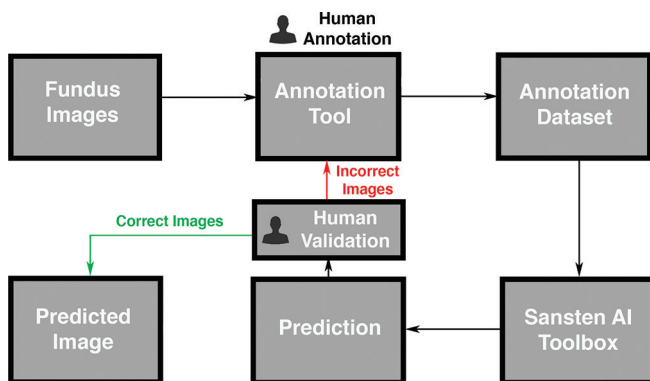 Human
Annotation
Fundus
Images
Annotation
Tool
Annotation
Dataset
Incorrect
Images
Correct Images
Human
Validation
Predicted
Image
Prediction
Sansten AI
Toolbox